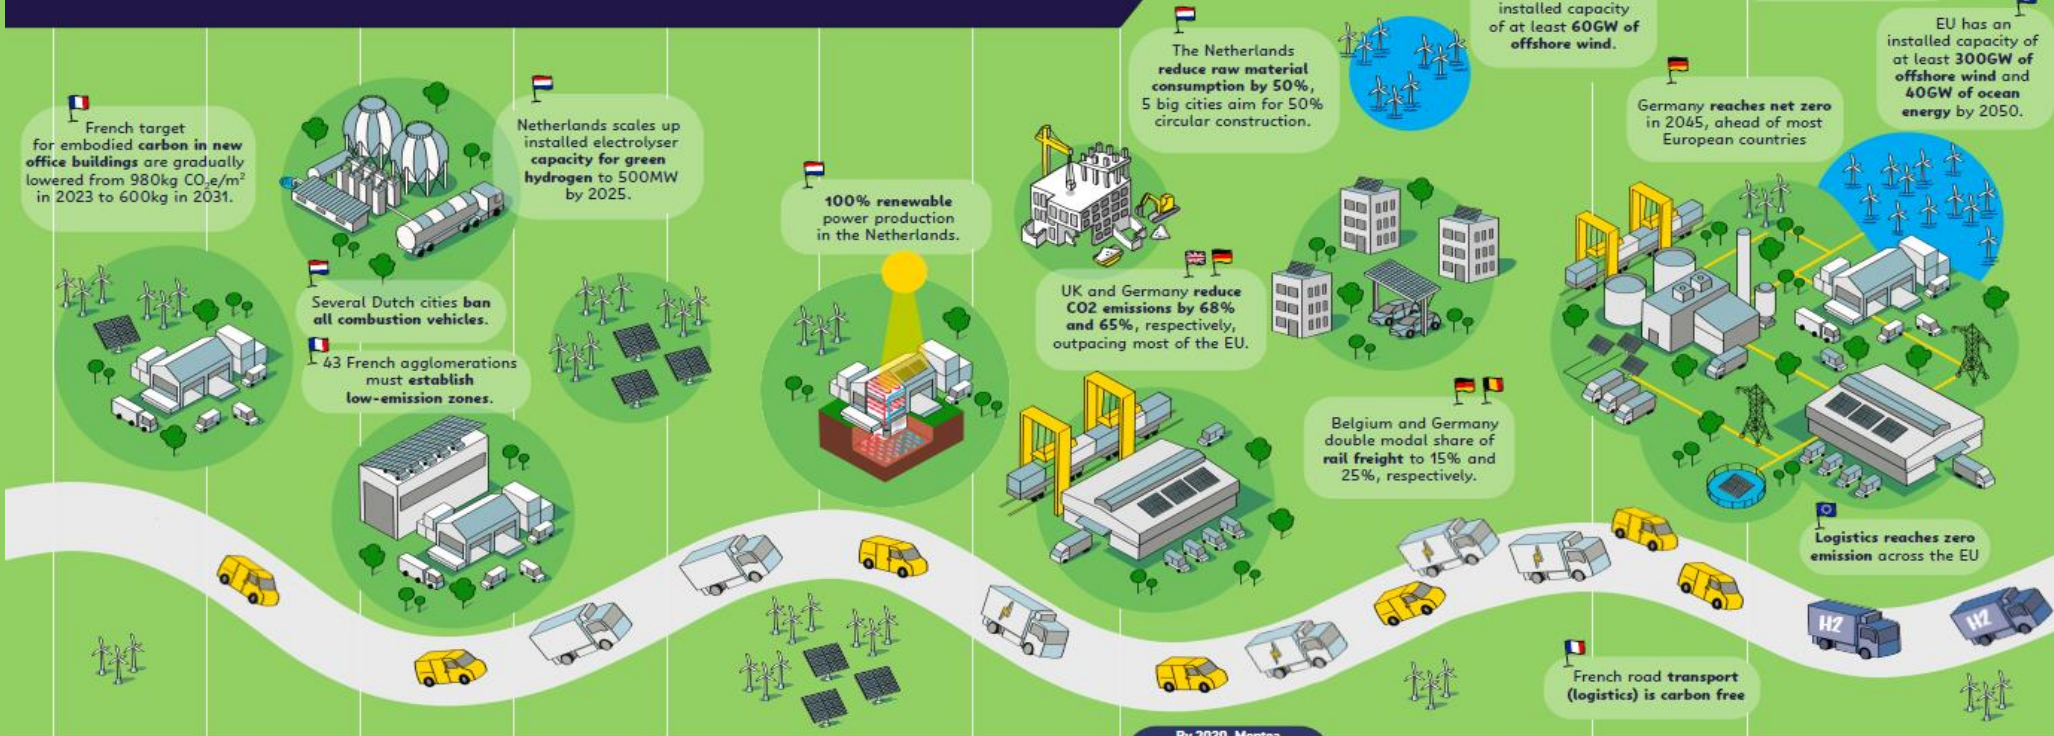 French target
for embodied carbon in new
office buildings are gradually
lowered from 980kg CO₂e/m²
in 2023 to 600kg in 2031.
Netherlands scales up
installed electrolyser
capacity for green
hydrogen to 500MW
by 2025.
Several Dutch cities ban
all combustion vehicles.
43 French agglomerations
must establish
low-emission zones.
100% renewable
power production
in the Netherlands.
The Netherlands
reduce raw material
consumption by 50%,
5 big cities aim for 50%
circular construction.
UK and Germany reduce
CO2 emissions by 68%
and 65%, respectively,
outpacing most of the EU.
installed capacity
of at least 60GW of
offshore wind.
Belgium and Germany
double modal share of
rail freight to 15% and
25%, respectively.
Germany reaches net zero
in 2045, ahead of most
European countries
EU has an
installed capacity of
at least 300GW of
offshore wind and
40GW of ocean
energy by 2050.
Logistics reaches zero
emission across the EU
H2
H2
French road transport
(logistics) is carbon free